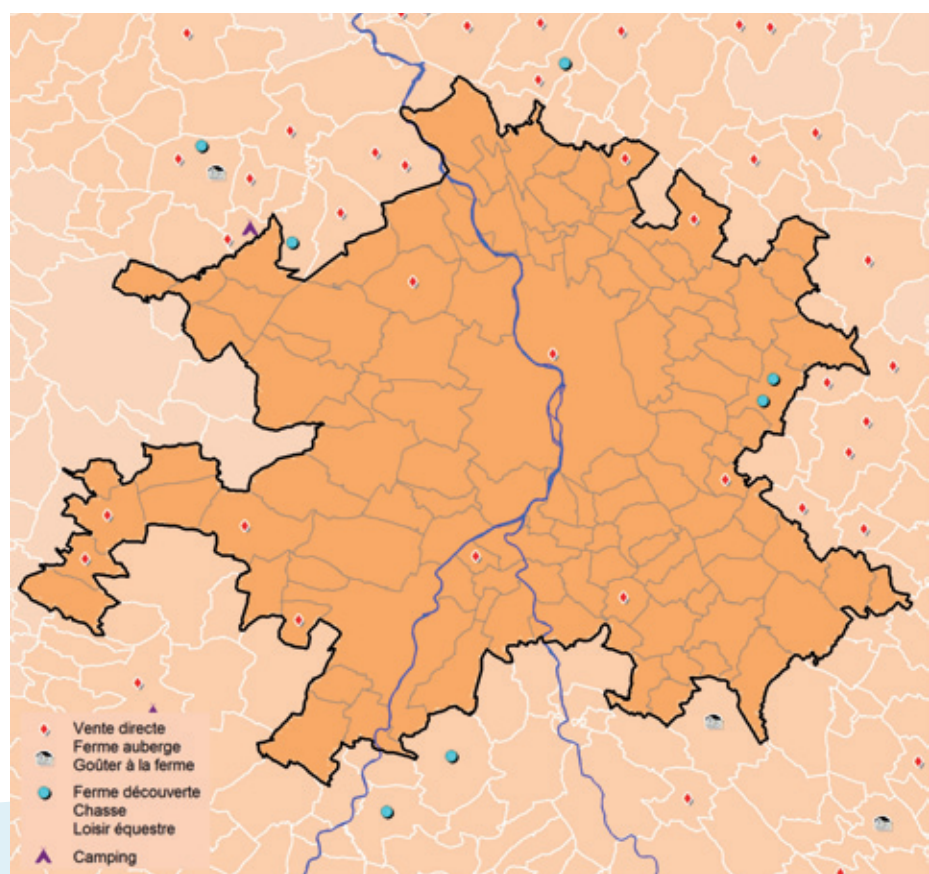 Vente directe
Ferme auberge
Goûter à la ferme
Ferme découverte
Chasse
Loisir équestre
Camping